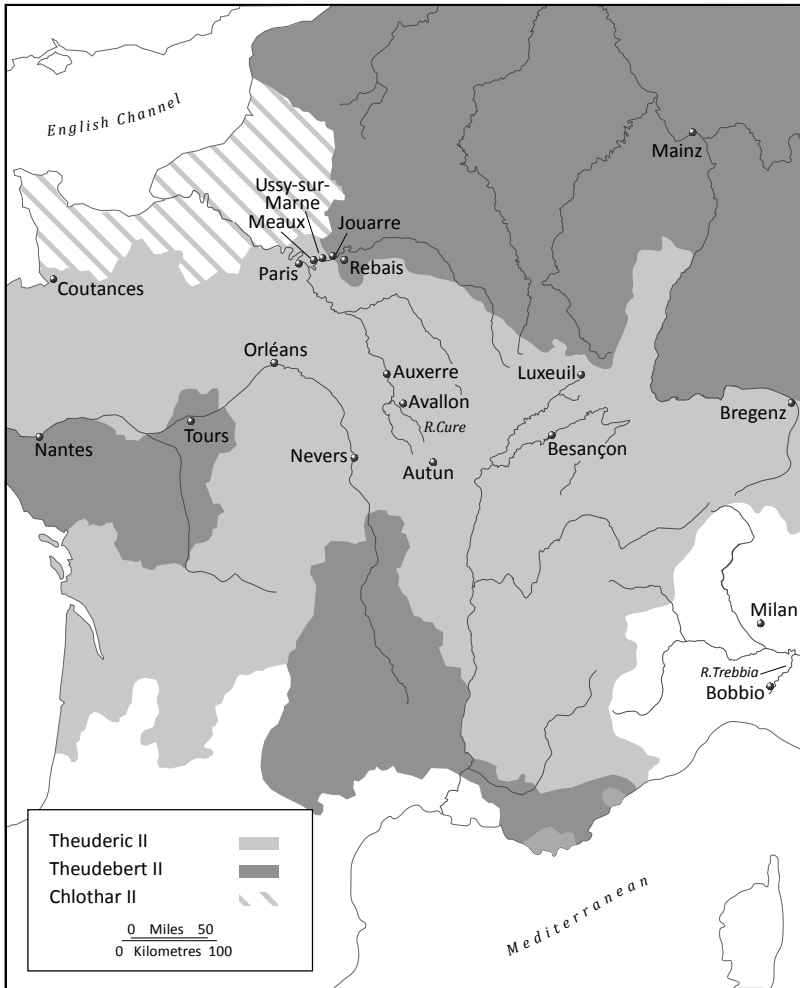 English Channel
Mainz
Ussy-sur-
Marne
Meaux
Jouarre
Paris
Rebais
Coutances
Orléans
Auxerre
Luxeuil
Avallon
Bregenz
R.Cure
Tours
Nantes
Besançon
Nevers
Autun
Milan
R.Trebbia
Bobbio
Theuderic II
Theudebert II
Chlothar II
0 Miles 50
0 Kilometres 100
Mediterranean